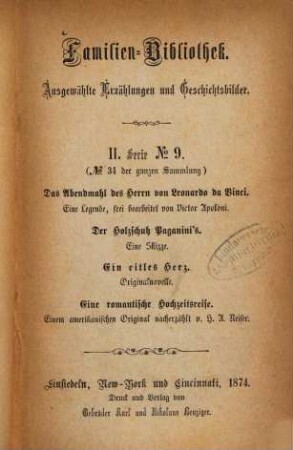 Familien-Bibliothek.
Ausgewählte Erzählungen und Geschichtsbilder.
II. Serie № 9.
(№ 34 der ganzen Sammlung)
Das Abendmahl des Herrn von Leonardo da Vinci.
Eine Legende, frei bearbeitet von Victor Apoloni.
Der Holzschuh Paganini's.
Eine Skizze.
Ein eitles Herz.
Originalnovelle.
Eine romantische Hochzeitsreise.
Einem amerikanischen Original nacherzählt v. H. A. Reiser.
Einsiedeln, New-York und Cincinnati, 1874.
Druck und Verlag von
Gebrüder Karl und Nikolaus Benziger.